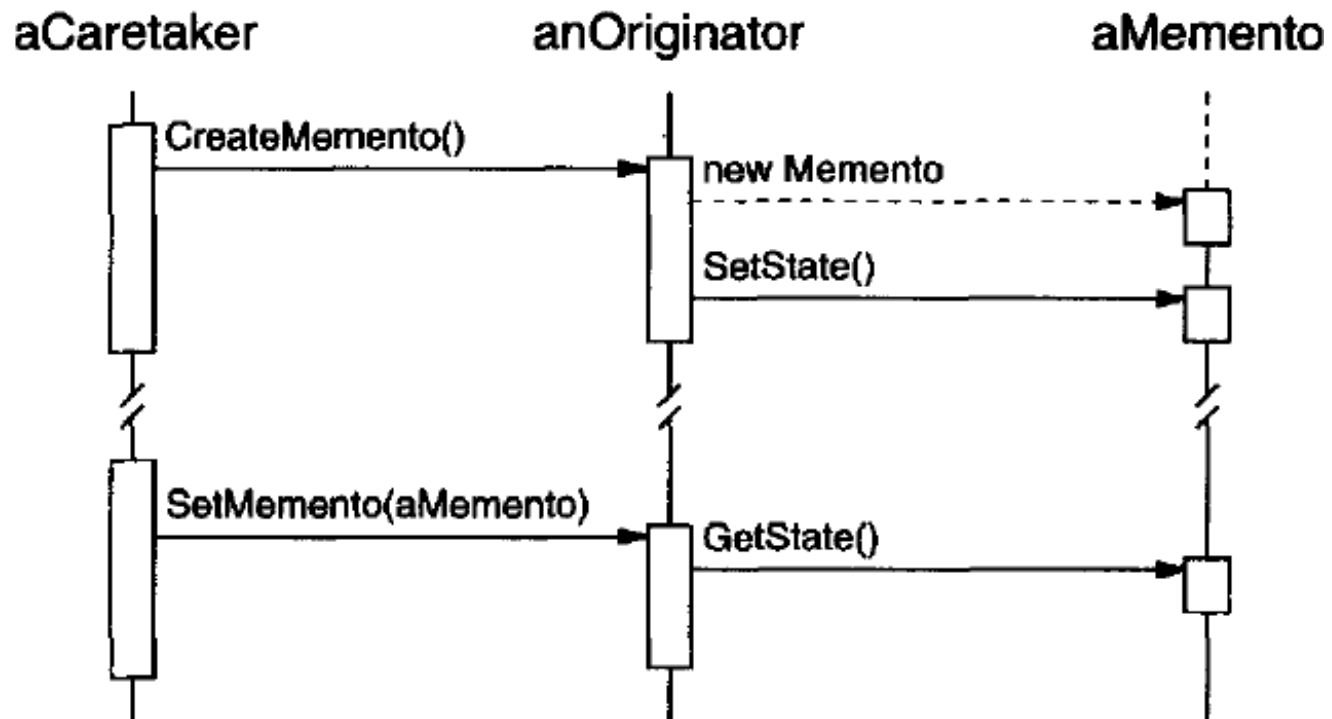 aCaretaker anOriginator aMemento
CreateMemento()
new Memento
SetState()
SetMemento(aMemento)
GetState()